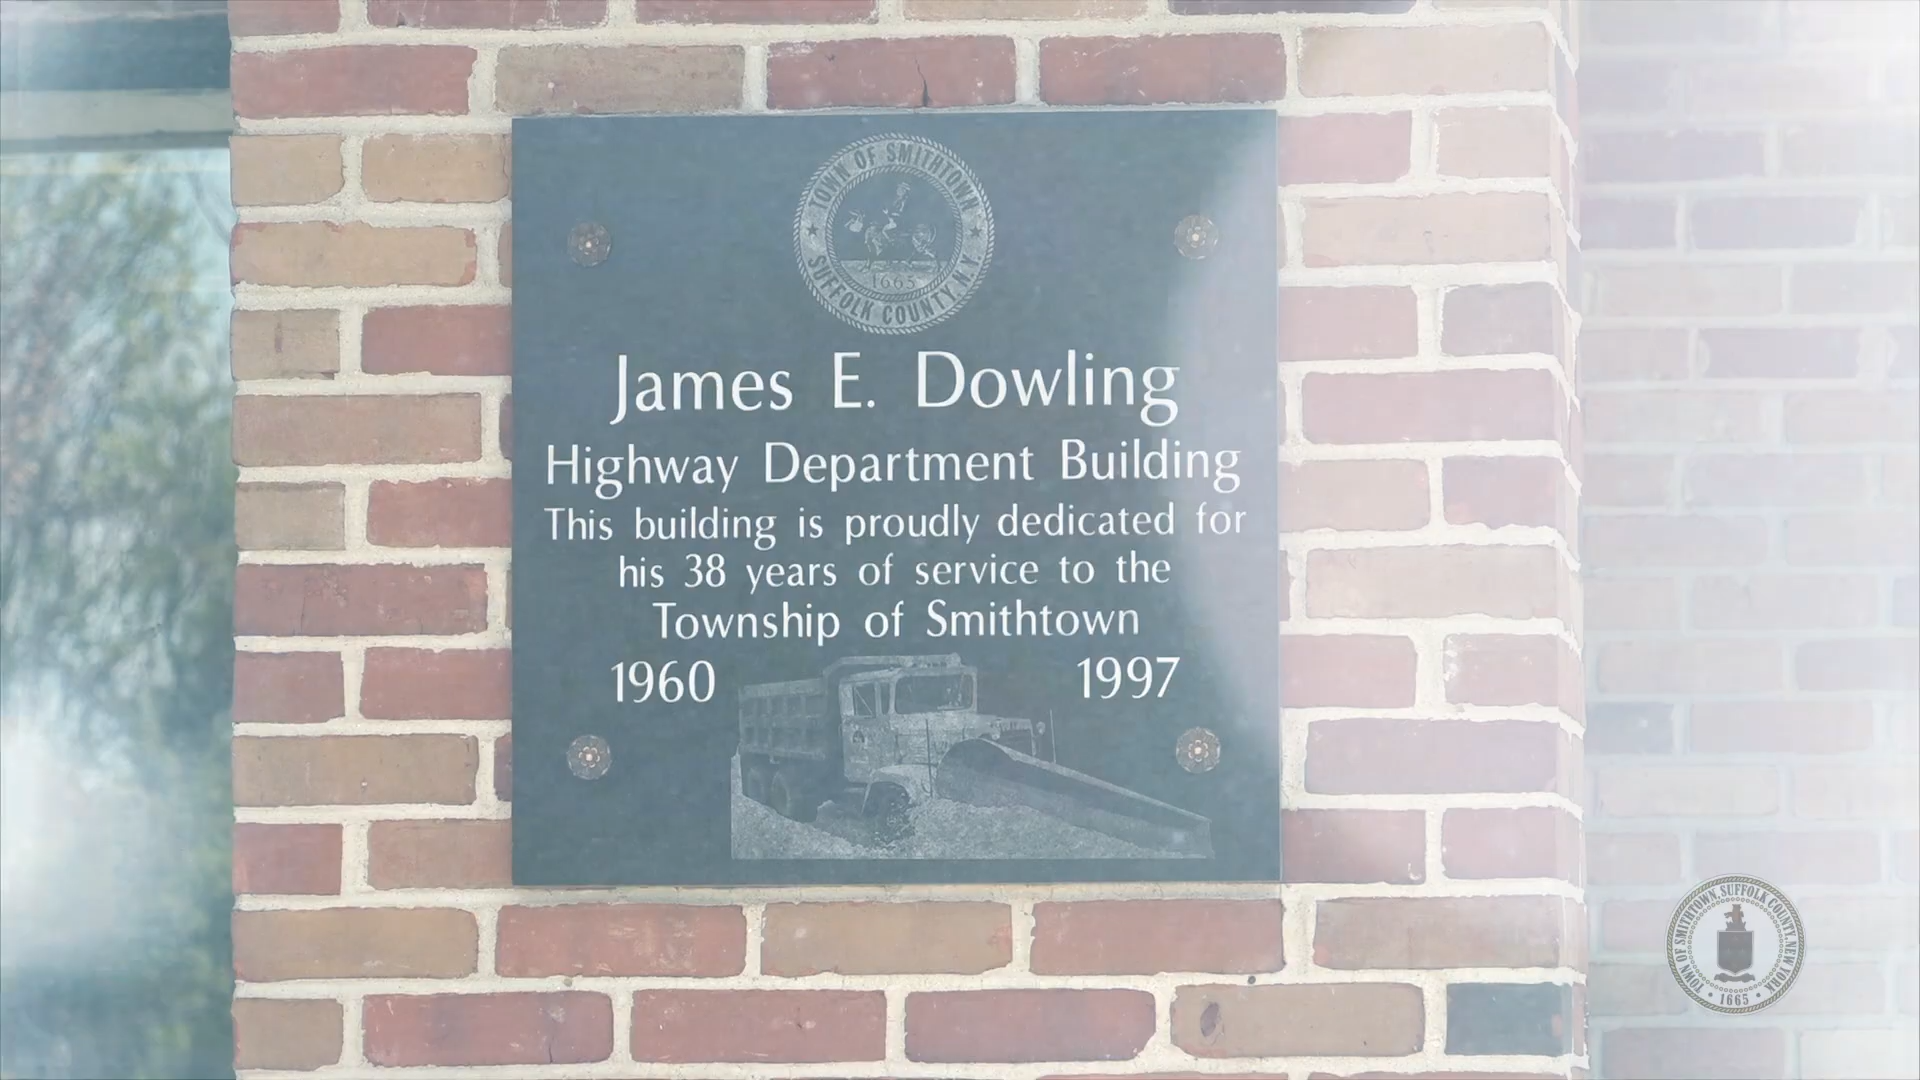 TOWN OF SMITHTOWN
1665
SUFFOLK COUNTY N.Y.
James E. Dowling
Highway Department Building
This building is proudly dedicated for
his 38 years of service to the
Township of Smithtown
1960 1997
TOWN OF SMITHTOWN, SUFFOLK COUNTY, NEW YORK
• 1665 •